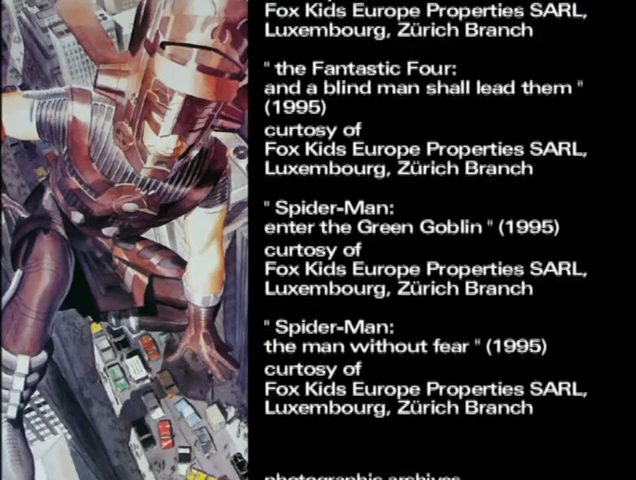 Fox Kids Europe Properties SARL,
Luxembourg, Zürich Branch
" the Fantastic Four:
and a blind man shall lead them "
(1995)
curtosy of
Fox Kids Europe Properties SARL,
Luxembourg, Zürich Branch
" Spider-Man:
enter the Green Goblin " (1995)
curtosy of
Fox Kids Europe Properties SARL,
Luxembourg, Zürich Branch
" Spider-Man:
the man without fear " (1995)
curtosy of
Fox Kids Europe Properties SARL,
Luxembourg, Zürich Branch
photographic archives